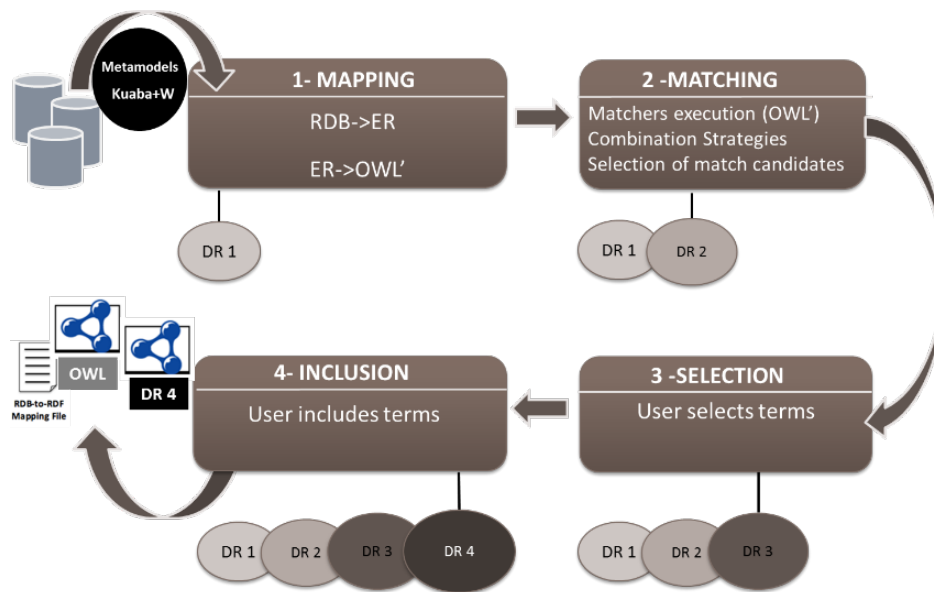 Metamodels
Kuaba+W
1- MAPPING
RDB->ER
ER->OWL’
DR 1
2 -MATCHING
Matchers execution (OWL’)
Combination Strategies
Selection of match candidates
DR 1
DR 2
3 -SELECTION
User selects terms
DR 1
DR 2
DR 3
4- INCLUSION
User includes terms
DR 1
DR 2
DR 3
DR 4
OWL
DR 4
RDB-to-RDF
Mapping File